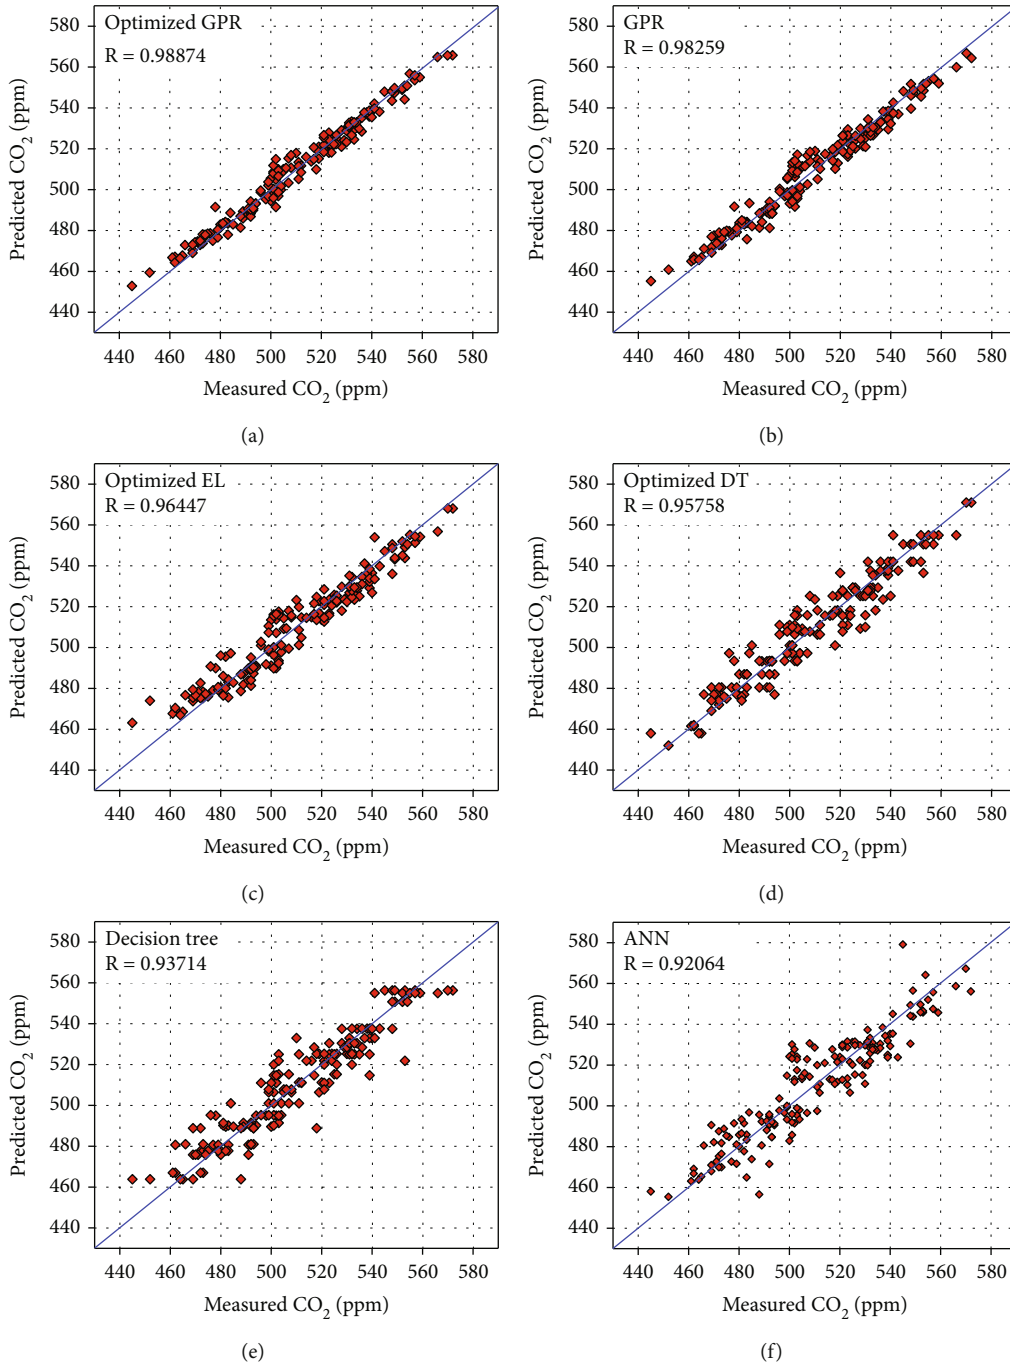 Optimized GPR
R = 0.98874
580
560
540
520
500
480
460
440
Predicted CO2 (ppm)
440 460 480 500 520 540 560 580
Measured CO2 (ppm)
(a)
GPR
R = 0.98259
580
560
540
520
500
480
460
440
Predicted CO2 (ppm)
440 460 480 500 520 540 560 580
Measured CO2 (ppm)
(b)
Optimized EL
R = 0.96447
580
560
540
520
500
480
460
440
Predicted CO2 (ppm)
440 460 480 500 520 540 560 580
Measured CO2 (ppm)
(c)
Optimized DT
R = 0.95758
580
560
540
520
500
480
460
440
Predicted CO2 (ppm)
440 460 480 500 520 540 560 580
Measured CO2 (ppm)
(d)
Decision tree
R = 0.93714
580
560
540
520
500
480
460
440
Predicted CO2 (ppm)
440 460 480 500 520 540 560 580
Measured CO2 (ppm)
(e)
ANN
R = 0.92064
580
560
540
520
500
480
460
440
Predicted CO2 (ppm)
440 460 480 500 520 540 560 580
Measured CO2 (ppm)
(f)